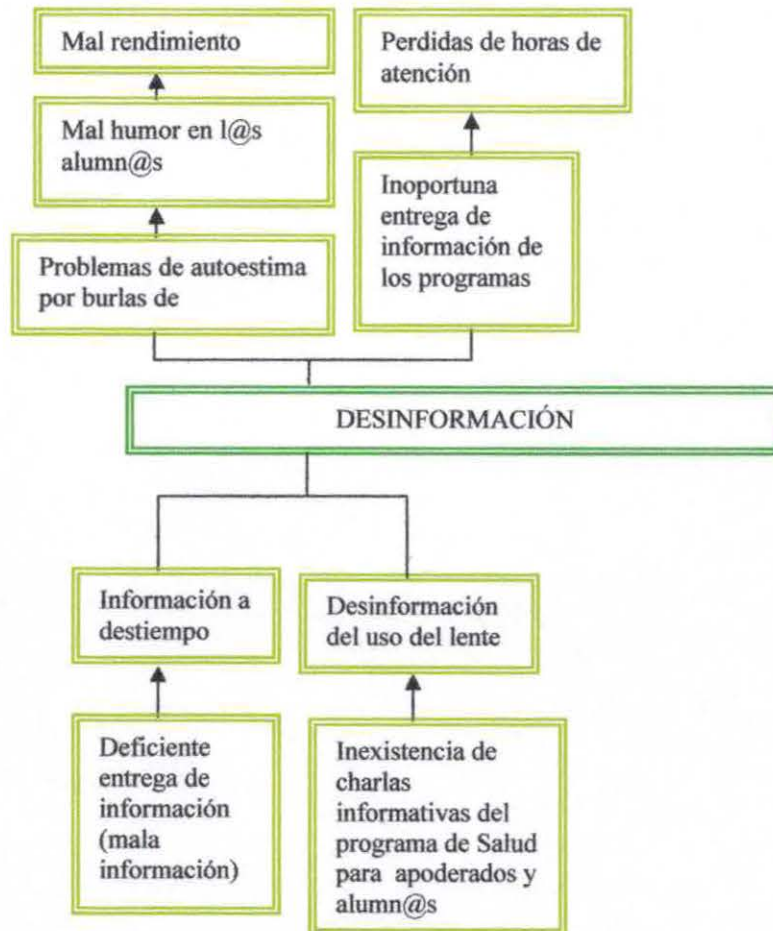 Mal rendimiento
Perdidas de horas de
atención
Mal humor en l@s
alumn@s
Inoportuna
entrega de
información de
los programas
Problemas de autoestima
por burlas de
DESINFORMACIÓN
Información a
destiempo
Desinformación
del uso del lente
Deficiente
entrega de
información
(mala
información)
Inexistencia de
charlas
informativas del
programa de Salud
para apoderados y
alumn@s